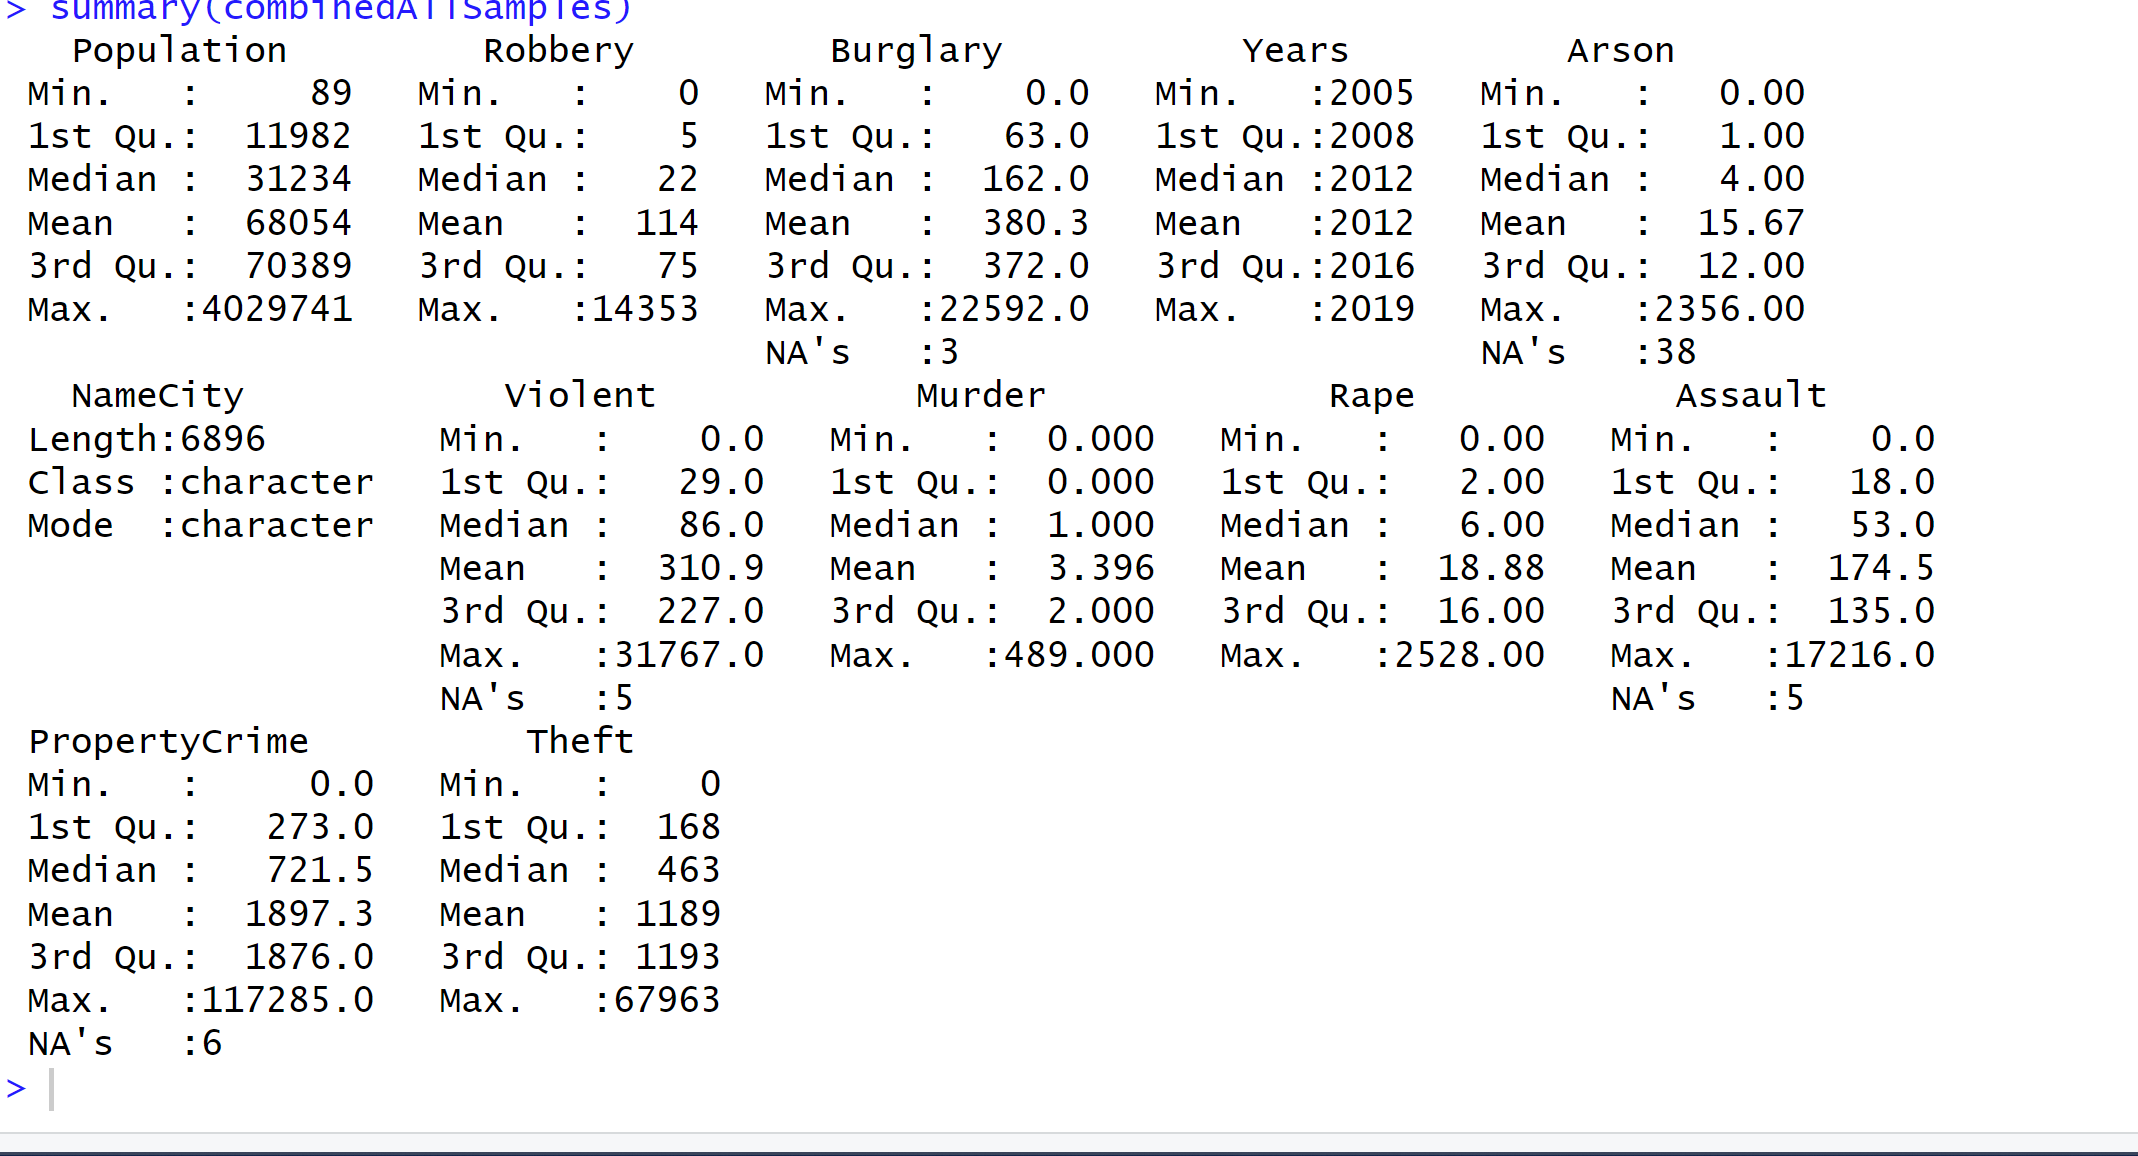 > summary(combinedAllSamples)
   Population         Robbery         Burglary           Years          Arson
 Min.   :     89   Min.   :    0   Min.   :    0.0   Min.   :2005   Min.   :   0.00
 1st Qu.:  11982   1st Qu.:    5   1st Qu.:   63.0   1st Qu.:2008   1st Qu.:   1.00
 Median :  31234   Median :   22   Median :  162.0   Median :2012   Median :   4.00
 Mean   :  68054   Mean   :  114   Mean   :  380.3   Mean   :2012   Mean   :  15.67
 3rd Qu.:  70389   3rd Qu.:   75   3rd Qu.:  372.0   3rd Qu.:2016   3rd Qu.:  12.00
 Max.   :4029741   Max.   :14353   Max.   :22592.0   Max.   :2019   Max.   :2356.00
                                   NA's   :3                        NA's   :38
   NameCity            Violent            Murder             Rape            Assault
 Length:6896        Min.   :    0.0   Min.   :  0.000   Min.   :   0.00   Min.   :    0.0
 Class :character   1st Qu.:   29.0   1st Qu.:  0.000   1st Qu.:   2.00   1st Qu.:   18.0
 Mode  :character   Median :   86.0   Median :  1.000   Median :   6.00   Median :   53.0
                    Mean   :  310.9   Mean   :  3.396   Mean   :  18.88   Mean   :  174.5
                    3rd Qu.:  227.0   3rd Qu.:  2.000   3rd Qu.:  16.00   3rd Qu.:  135.0
                    Max.   :31767.0   Max.   :489.000   Max.   :2528.00   Max.   :17216.0
                    NA's   :5                                             NA's   :5
 PropertyCrime          Theft
 Min.   :     0.0   Min.   :    0
 1st Qu.:   273.0   1st Qu.:  168
 Median :   721.5   Median :  463
 Mean   :  1897.3   Mean   : 1189
 3rd Qu.:  1876.0   3rd Qu.: 1193
 Max.   :117285.0   Max.   :67963
 NA's   :6
>